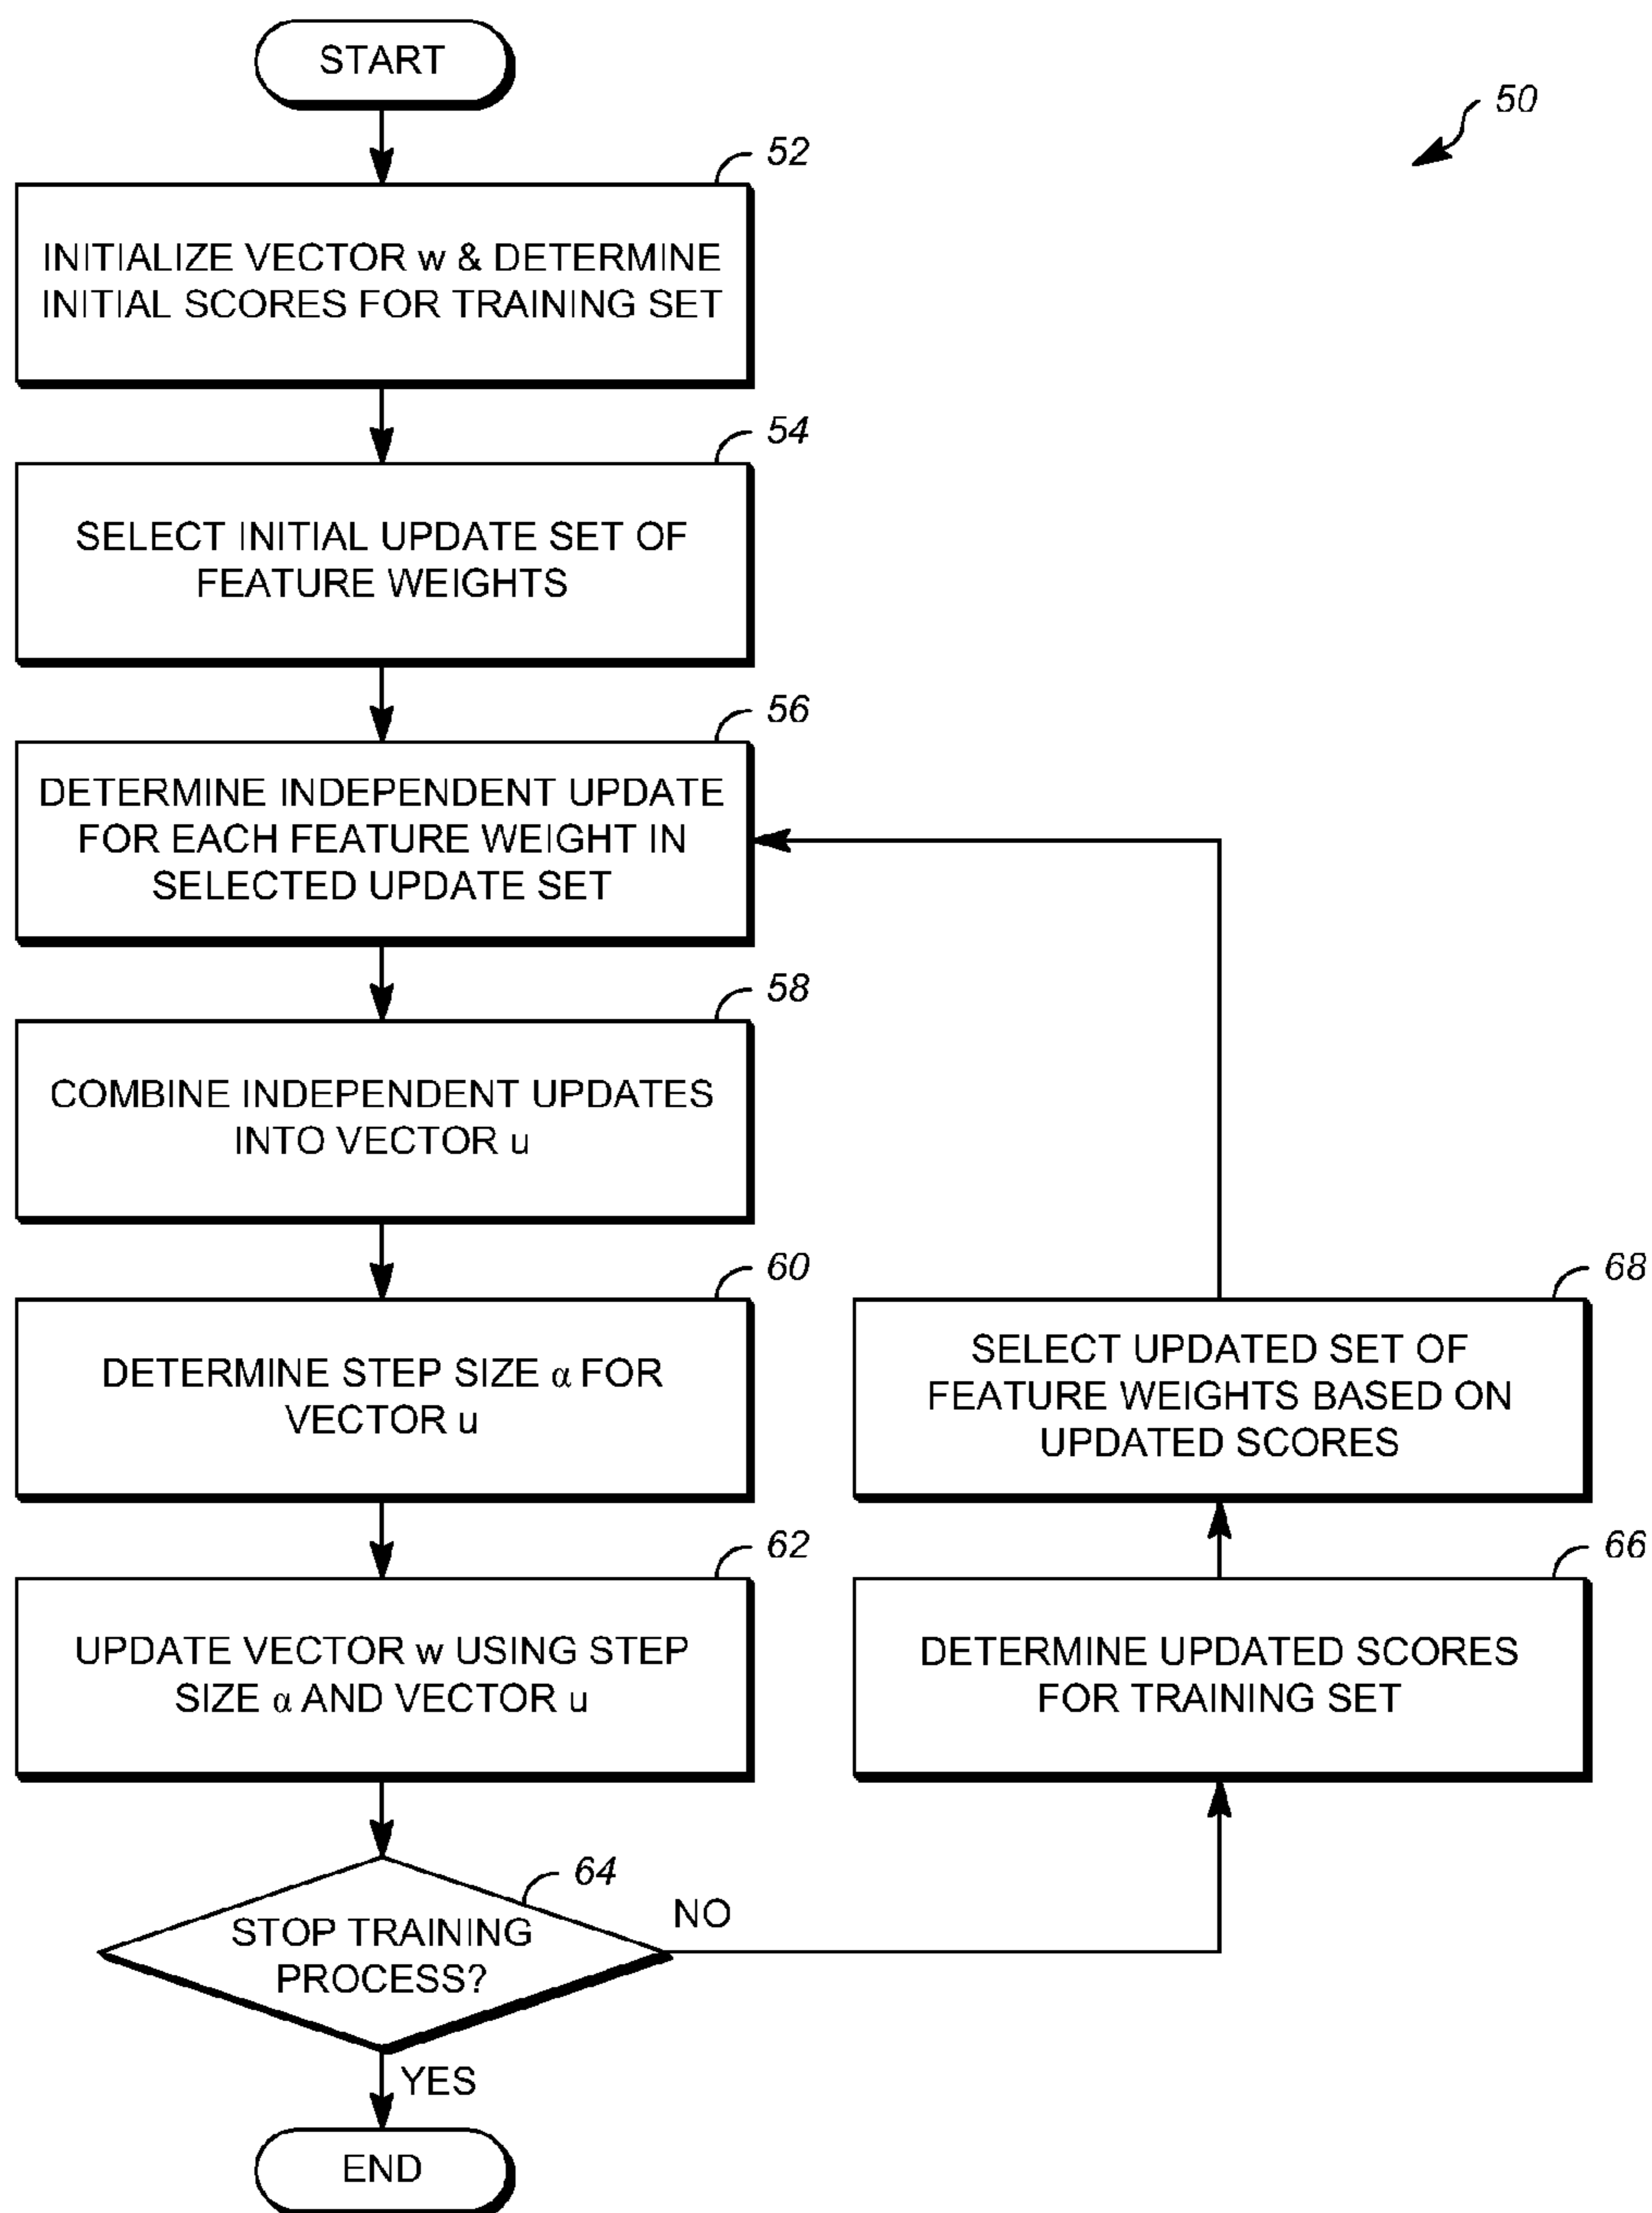 START
50
52
INITIALIZE VECTOR w & DETERMINE
INITIAL SCORES FOR TRAINING SET
54
SELECT INITIAL UPDATE SET OF
FEATURE WEIGHTS
56
DETERMINE INDEPENDENT UPDATE
FOR EACH FEATURE WEIGHT IN
SELECTED UPDATE SET
58
COMBINE INDEPENDENT UPDATES
INTO VECTOR u
60
DETERMINE STEP SIZE α FOR
VECTOR u
62
UPDATE VECTOR w USING STEP
SIZE α AND VECTOR u
64
STOP TRAINING
PROCESS?
NO
YES
END
68
SELECT UPDATED SET OF
FEATURE WEIGHTS BASED ON
UPDATED SCORES
66
DETERMINE UPDATED SCORES
FOR TRAINING SET